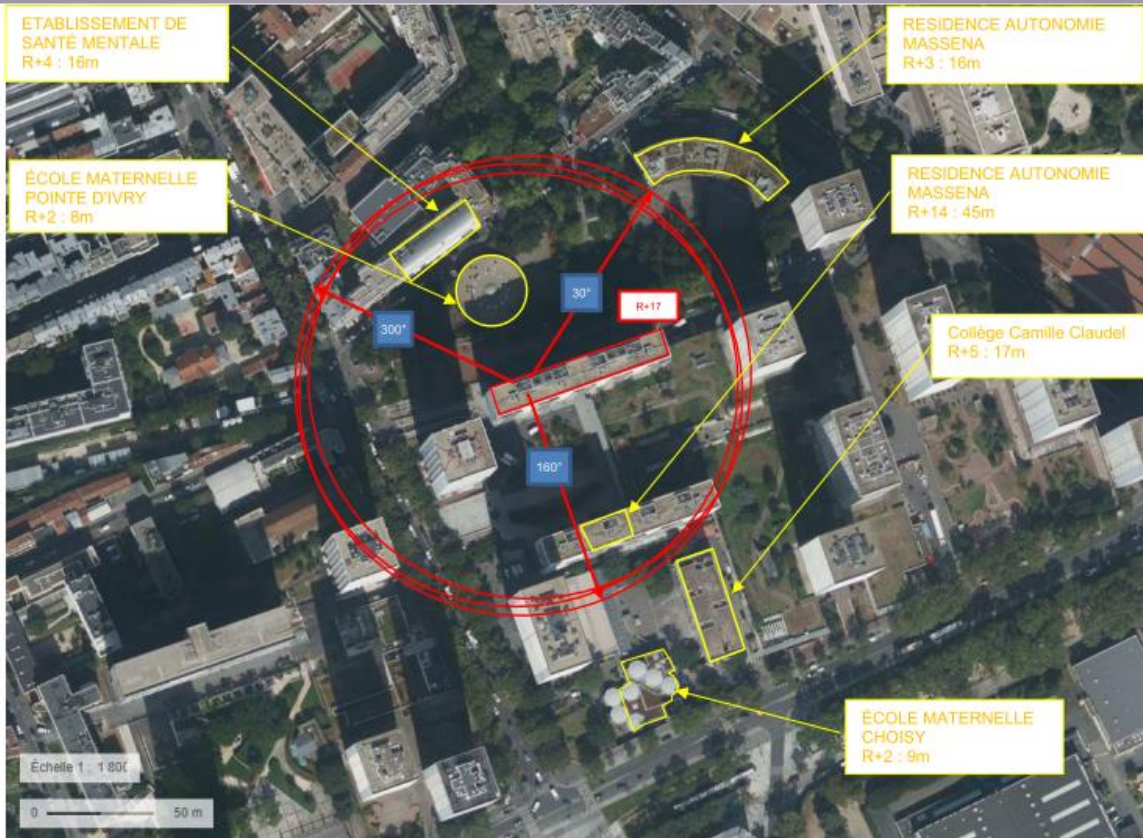 ETABLISSEMENT DE
SANTÉ MENTALE
R+4 : 16m
RESIDENCE AUTONOMIE
MASSENA
R+3 : 16m
ÉCOLE MATERNELLE
POINTE D'IVRY
R+2 : 8m
RESIDENCE AUTONOMIE
MASSENA
R+14 : 45m
30°
R+17
300°
Collège Camille Claudel
R+5 : 17m
160°
ÉCOLE MATERNELLE
CHOISY
R+2 : 9m
Échelle 1 : 1 800
0 50 m